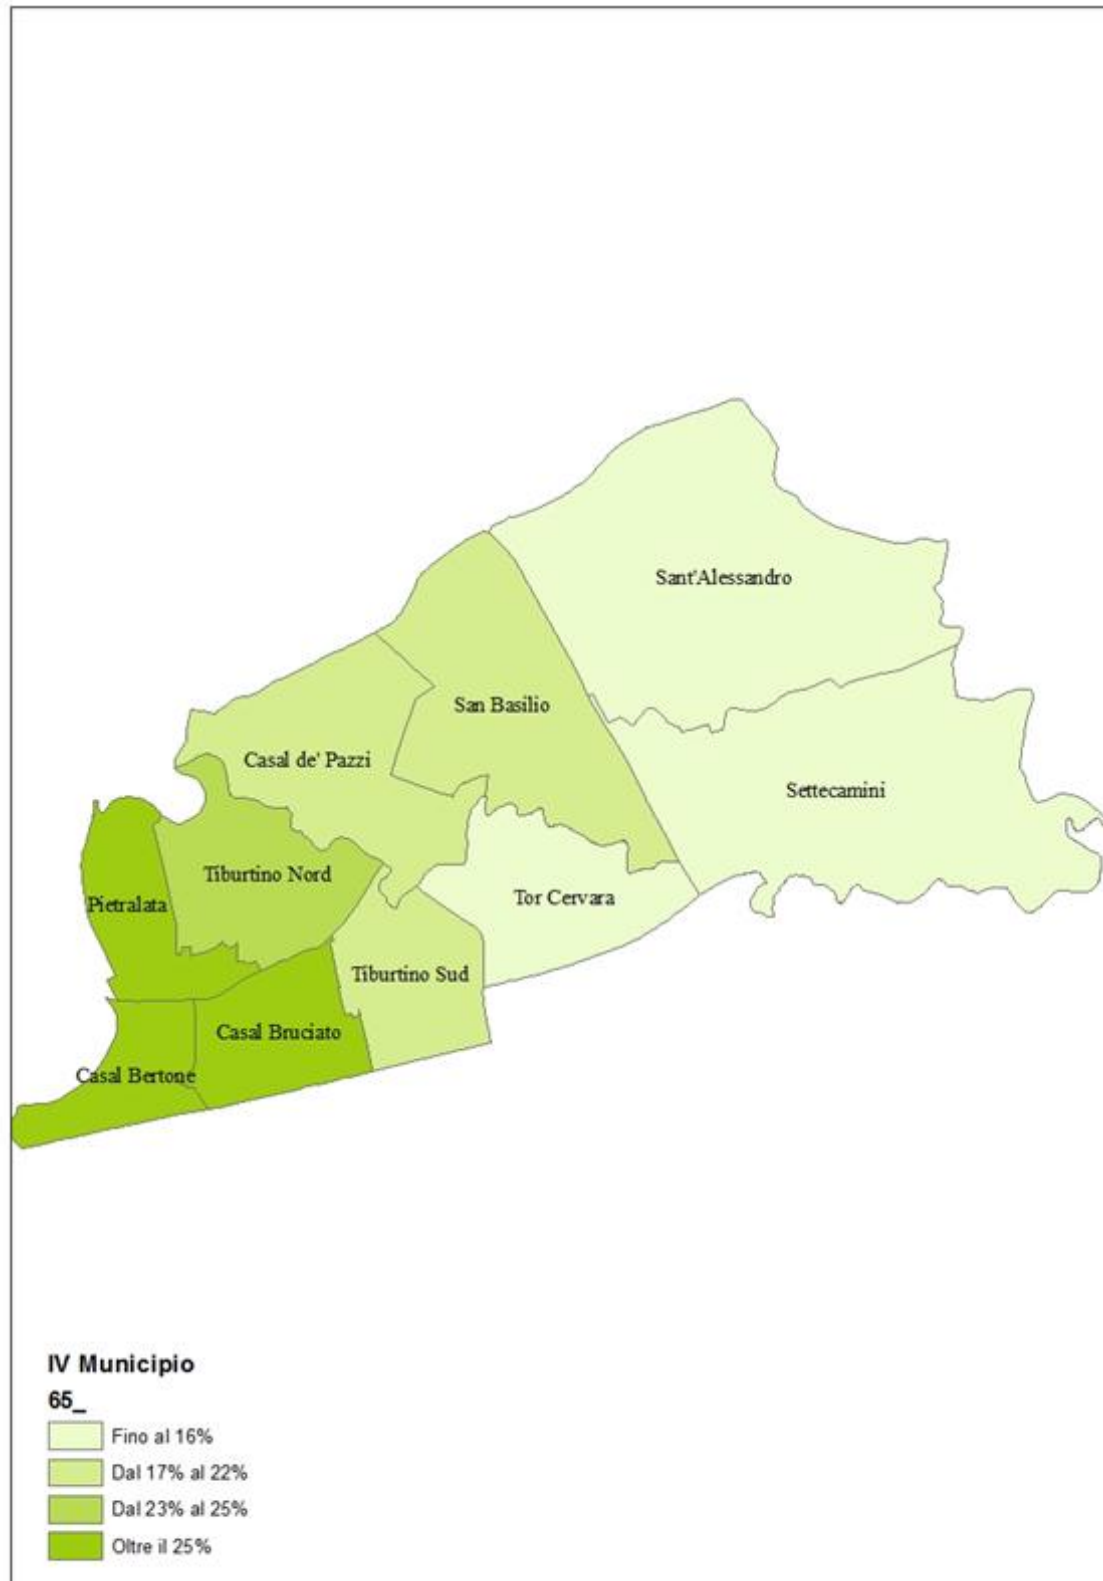 Sant'Alessandro
San Basilio
Casal de' Pazzi
Settecamini
Tiburtino Nord
Pietralata
Tor Cervara
Tiburtino Sud
Casal Bruciato
Casal Bertone
IV Municipio
65_
Fino al 16%
Dal 17% al 22%
Dal 23% al 25%
Oltre il 25%